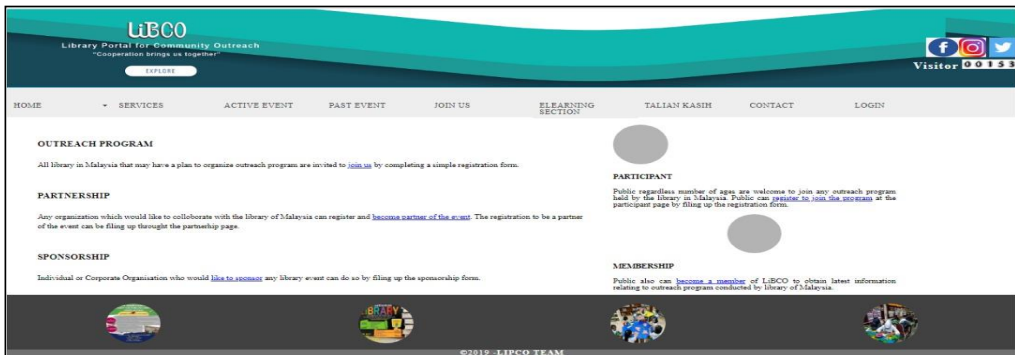 LiBCO
Library Portal for Community Outreach
"Cooperation brings us together"
EXPLORE
Visitor 00153
HOME
SERVICES
ACTIVE EVENT
PAST EVENT
JOIN US
ELEARNING
SECTION
TALIAN KASIH
CONTACT
LOGIN
OUTREACH PROGRAM
All library in Malaysia that may have a plan to organize outreach program are invited to join us by completing a simple registration form.
PARTNERSHIP
Any organization which would like to colloborate with the library of Malaysia can register and become partner of the event. The registration to be a partner
of the event can be filing up throught the partnerhip page.
SPONSORSHIP
Individual or Corporate Organisation who would like to sponsor any library event can do so by filing up the sponsorship form.
PARTICIPANT
Public regardless number of ages are welcome to join any outreach program
held by the library in Malaysia. Public can register to join the program at the
participant page by filing up the registration form.
MEMBERSHIP
Public also can become a member of LiBCO to obtain latest information
relating to outreach program conducted by library of Malaysia.
©2019 -LIPCO TEAM